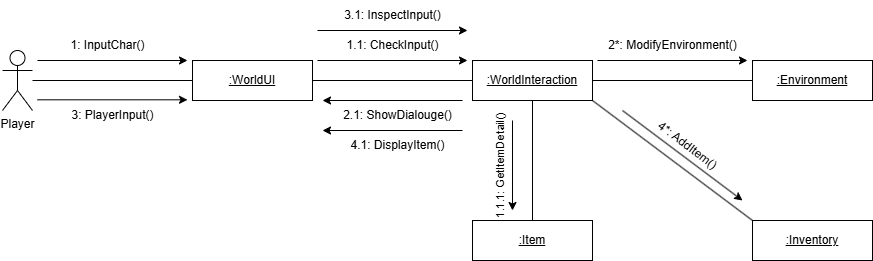 3.1: InspectInput()
1: InputChar()
1.1: CheckInput()
2*: ModifyEnvironment()
:WorldUI
:WorldInteraction
:Environment
3: PlayerInput()
Player
2.1: ShowDialouge()
4.1: DisplayItem()
1.1.1: GetItemDetail()
4*: AddItem()
:Item
:Inventory